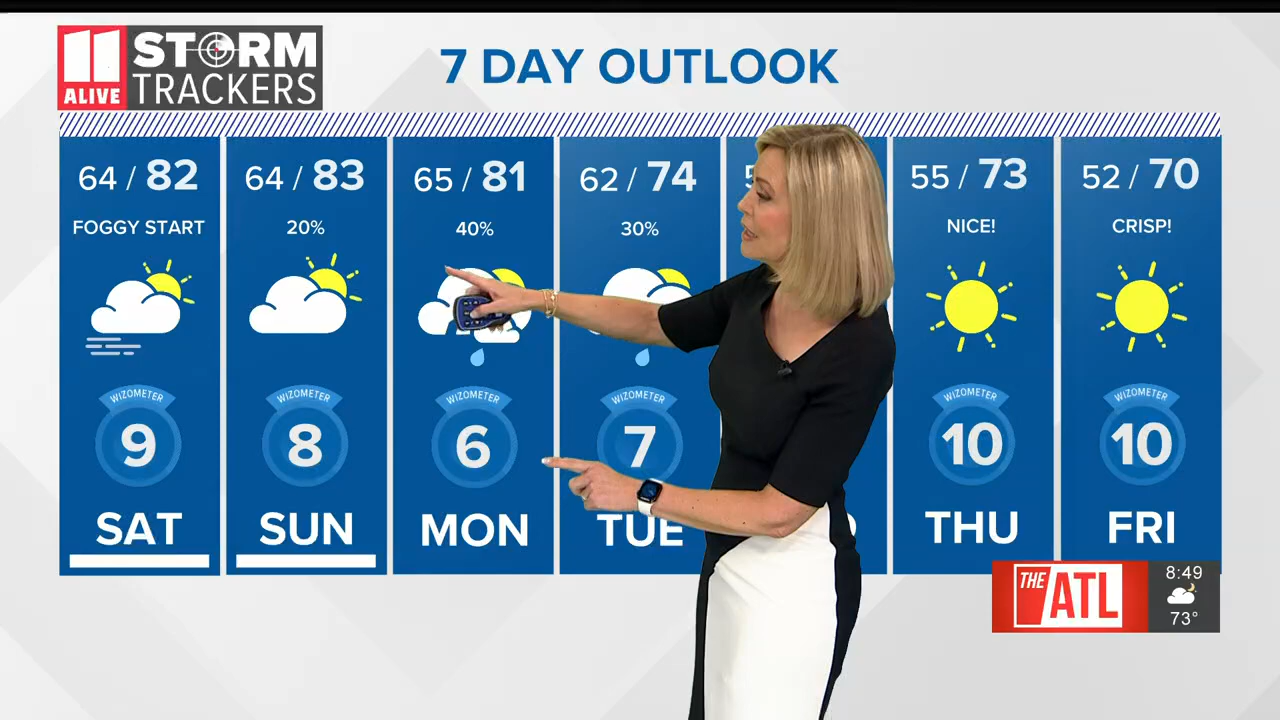 11
ALIVE
STORM
TRACKERS
7 DAY OUTLOOK
64 / 82
FOGGY START
WIZOMETER
9
SAT
64 / 83
20%
WIZOMETER
8
SUN
65 / 81
40%
WIZOMETER
6
MON
62 / 74
30%
WIZOMETER
7
TUE
55 / 73
NICE!
WIZOMETER
10
THU
52 / 70
CRISP!
WIZOMETER
10
FRI
THE
ATL
8:49
73°